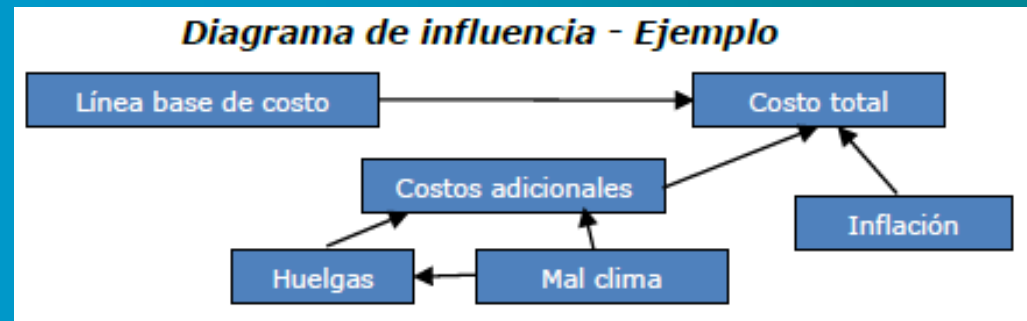 Diagrama de influencia - Ejemplo
Línea base de costo
Costo total
Costos adicionales
Inflación
Huelgas
Mal clima